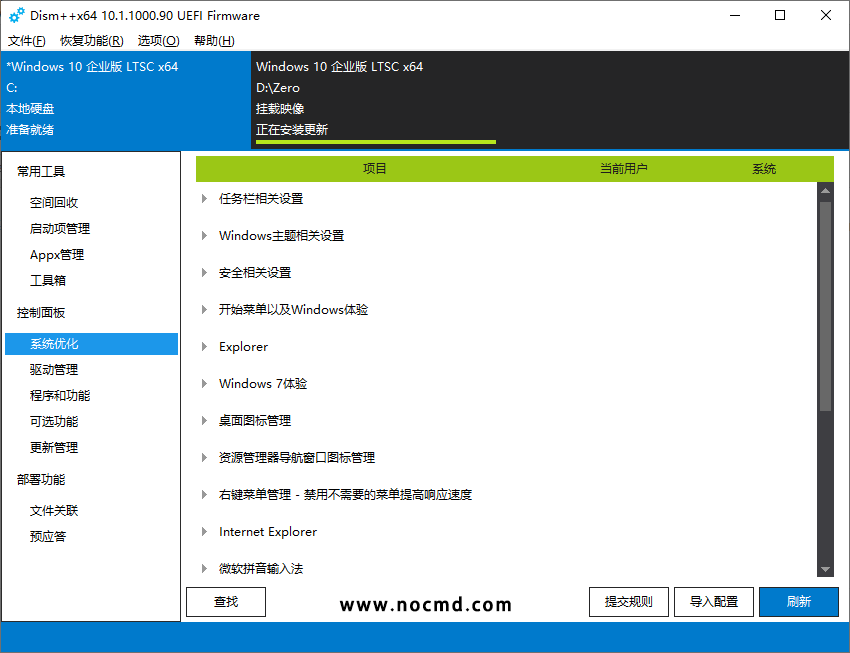 Dism++x64 10.1.1000.90 UEFI Firmware
文件(F) 恢复功能(R) 选项(O) 帮助(H)
*Windows 10 企业版 LTSC x64
C:
本地硬盘
准备就绪
Windows 10 企业版 LTSC x64
D:\Zero
挂载映像
正在安装更新
常用工具
空间回收
启动项管理
Appx管理
工具箱
控制面板
系统优化
驱动管理
程序和功能
可选功能
更新管理
部署功能
文件关联
预应答
项目 当前用户 系统
任务栏相关设置
Windows主题相关设置
安全相关设置
开始菜单以及Windows体验
Explorer
Windows 7体验
桌面图标管理
资源管理器导航窗口图标管理
右键菜单管理 - 禁用不需要的菜单提高响应速度
Internet Explorer
微软拼音输入法
查找 www.nocmd.com 提交规则 导入配置 刷新